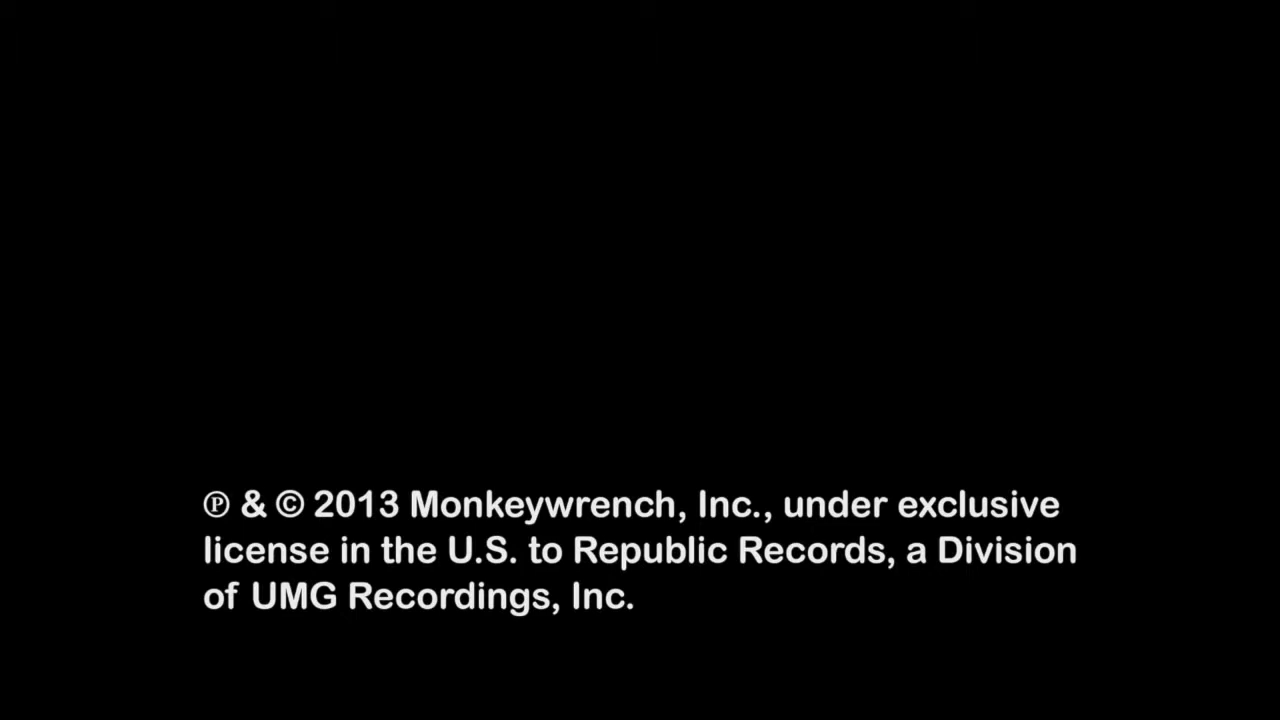 ℗ & © 2013 Monkeywrench, Inc., under exclusive
license in the U.S. to Republic Records, a Division
of UMG Recordings, Inc.